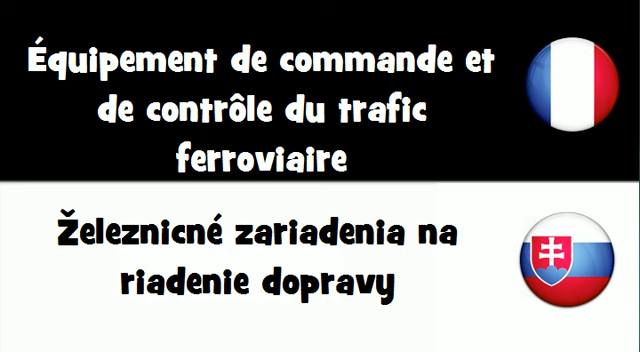 Équipement de commande et
de contrôle du trafic
ferroviaire
Železnicné zariadenia na
riadenie dopravy